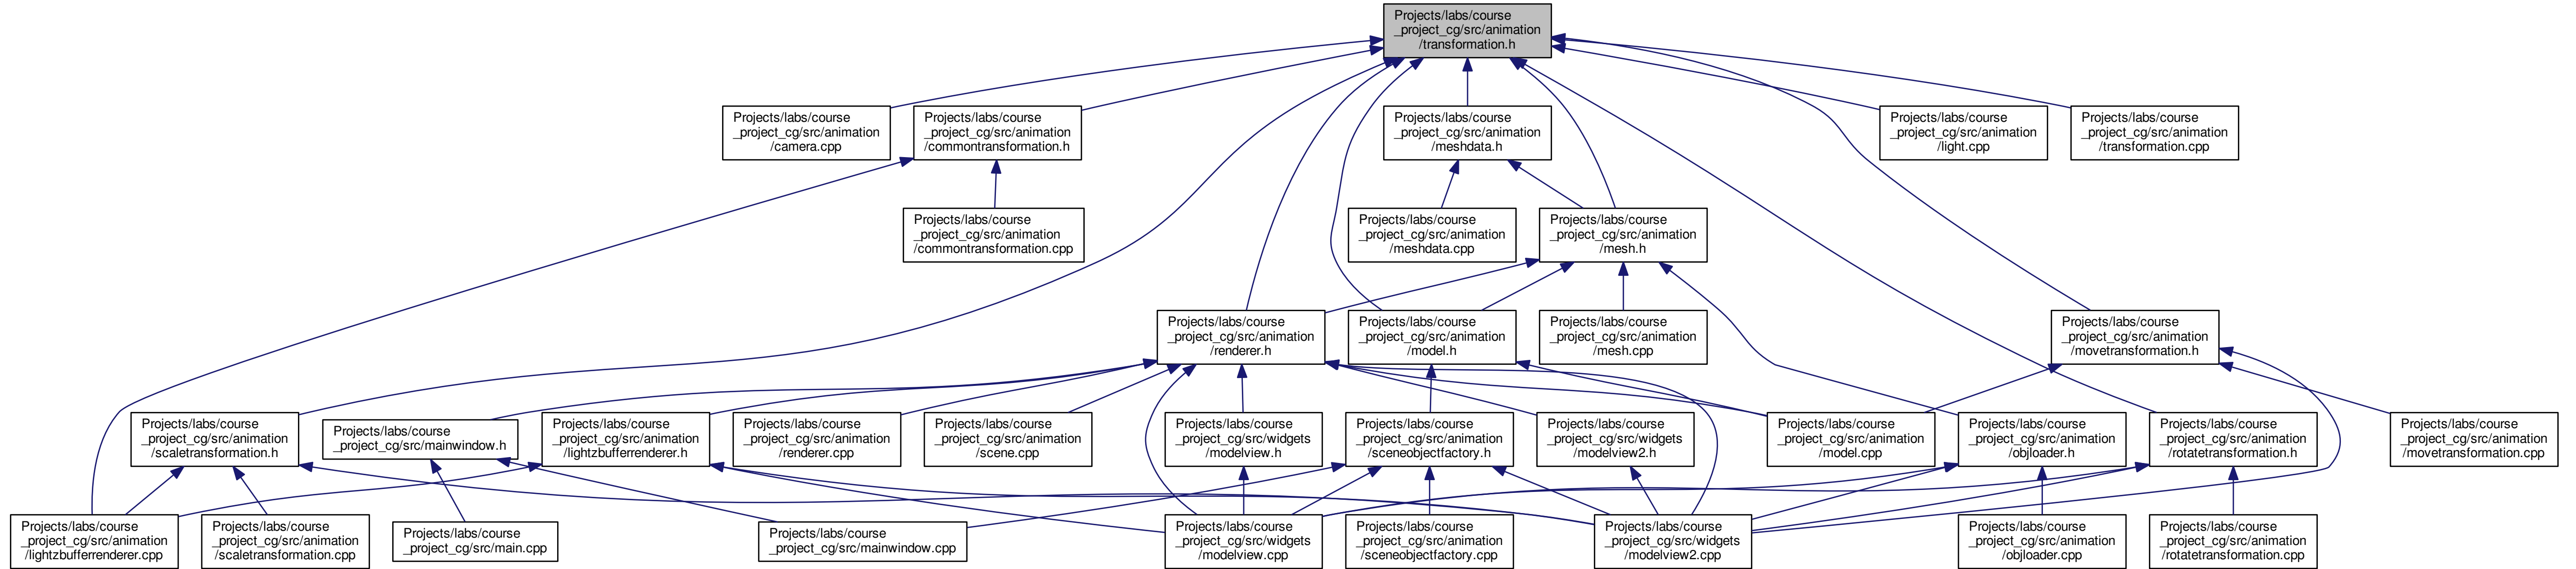 Projects/labs/course
_project_cg/src/animation
/transformation.h
Projects/labs/course
_project_cg/src/animation
/camera.cpp
Projects/labs/course
_project_cg/src/animation
/commontransformation.h
Projects/labs/course
_project_cg/src/animation
/meshdata.h
Projects/labs/course
_project_cg/src/animation
/light.cpp
Projects/labs/course
_project_cg/src/animation
/transformation.cpp
Projects/labs/course
_project_cg/src/animation
/commontransformation.cpp
Projects/labs/course
_project_cg/src/animation
/meshdata.cpp
Projects/labs/course
_project_cg/src/animation
/mesh.h
Projects/labs/course
_project_cg/src/animation
/renderer.h
Projects/labs/course
_project_cg/src/animation
/model.h
Projects/labs/course
_project_cg/src/animation
/mesh.cpp
Projects/labs/course
_project_cg/src/animation
/movetransformation.h
Projects/labs/course
_project_cg/src/animation
/scaletransformation.h
Projects/labs/course
_project_cg/src/mainwindow.h
Projects/labs/course
_project_cg/src/animation
/lightzbufferrenderer.h
Projects/labs/course
_project_cg/src/animation
/renderer.cpp
Projects/labs/course
_project_cg/src/animation
/scene.cpp
Projects/labs/course
_project_cg/src/widgets
/modelview.h
Projects/labs/course
_project_cg/src/animation
/sceneobjectfactory.h
Projects/labs/course
_project_cg/src/widgets
/modelview2.h
Projects/labs/course
_project_cg/src/animation
/model.cpp
Projects/labs/course
_project_cg/src/animation
/objloader.h
Projects/labs/course
_project_cg/src/animation
/rotatetransformation.h
Projects/labs/course
_project_cg/src/animation
/movetransformation.cpp
Projects/labs/course
_project_cg/src/animation
/lightzbufferrenderer.cpp
Projects/labs/course
_project_cg/src/animation
/scaletransformation.cpp
Projects/labs/course
_project_cg/src/main.cpp
Projects/labs/course
_project_cg/src/mainwindow.cpp
Projects/labs/course
_project_cg/src/widgets
/modelview.cpp
Projects/labs/course
_project_cg/src/animation
/sceneobjectfactory.cpp
Projects/labs/course
_project_cg/src/widgets
/modelview2.cpp
Projects/labs/course
_project_cg/src/animation
/objloader.cpp
Projects/labs/course
_project_cg/src/animation
/rotatetransformation.cpp